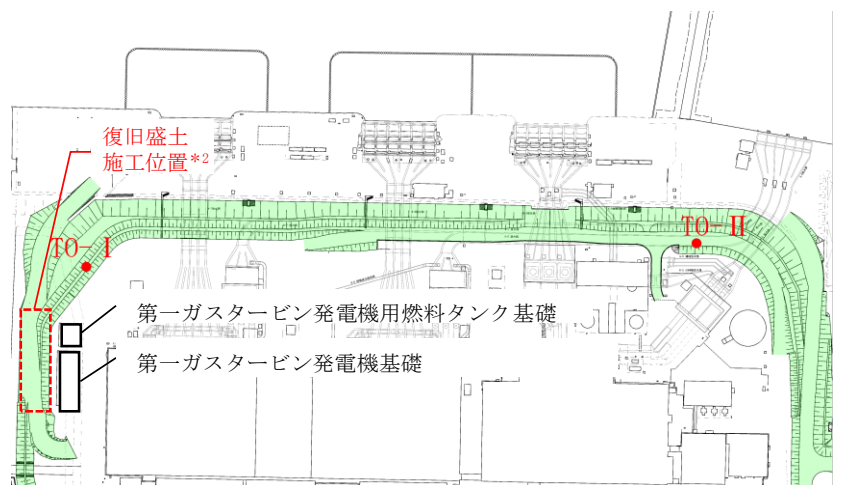 復旧盛土
施工位置*2
TO-Ⅰ
TO-Ⅱ
第一ガスタービン発電機用燃料タンク基礎
第一ガスタービン発電機基礎